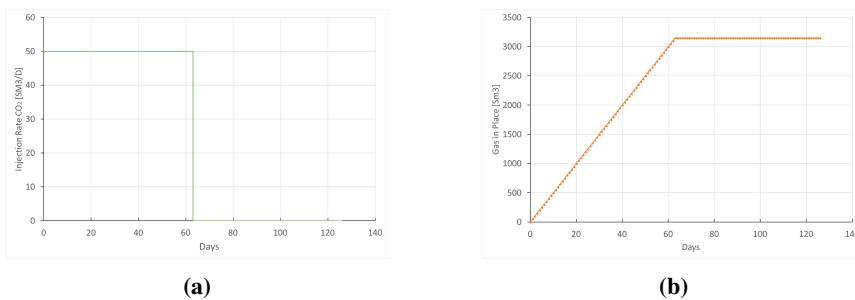 60
50
40
30
20
10
0
Injection Rate CO₂ [SM3/D]
0 20 40 60 80 100 120 140
Days
(a)
3500
3000
2500
2000
1500
1000
500
0
Gas in Place [Sm3]
0 20 40 60 80 100 120 140
Days
(b)